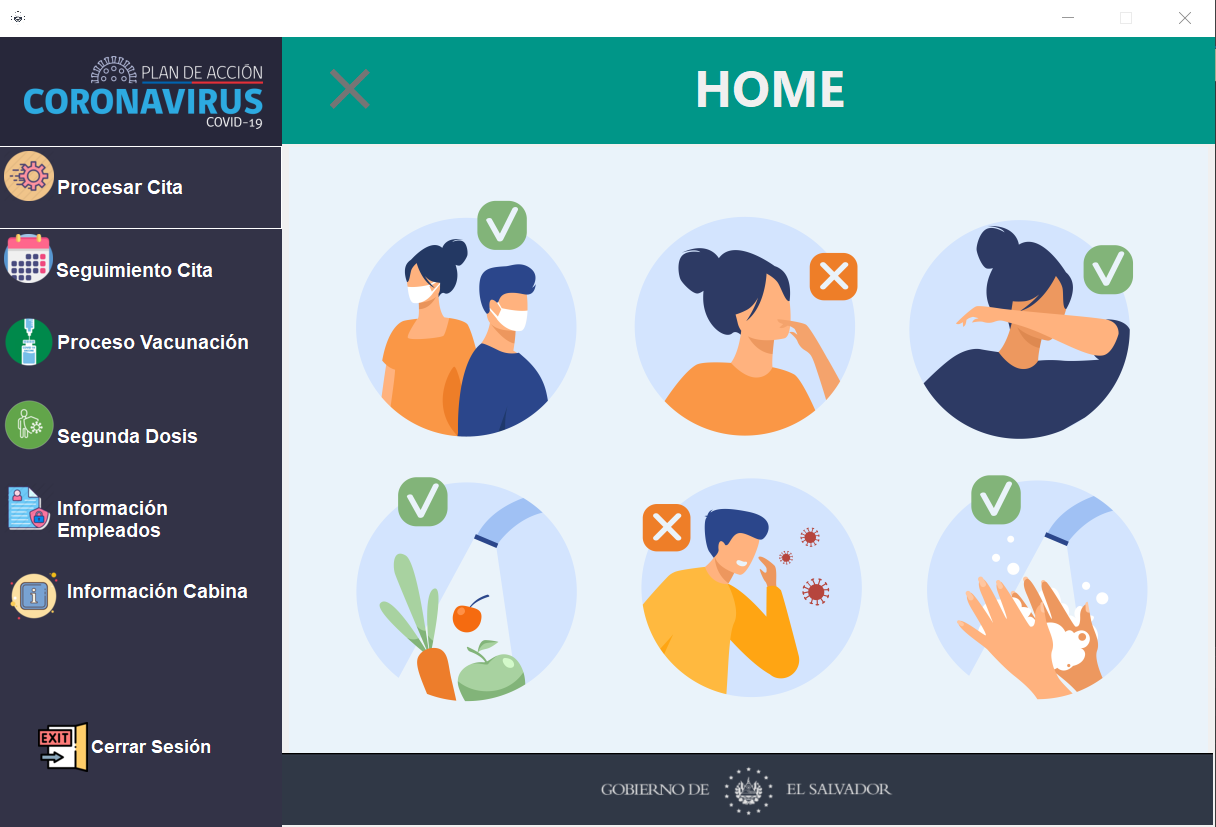 PLAN DE ACCIÓN
CORONAVIRUS
COVID-19
HOME
Procesar Cita
Seguimiento Cita
Proceso Vacunación
Segunda Dosis
Información
Empleados
Información Cabina
EXIT
Cerrar Sesión
GOBIERNO DE EL SALVADOR